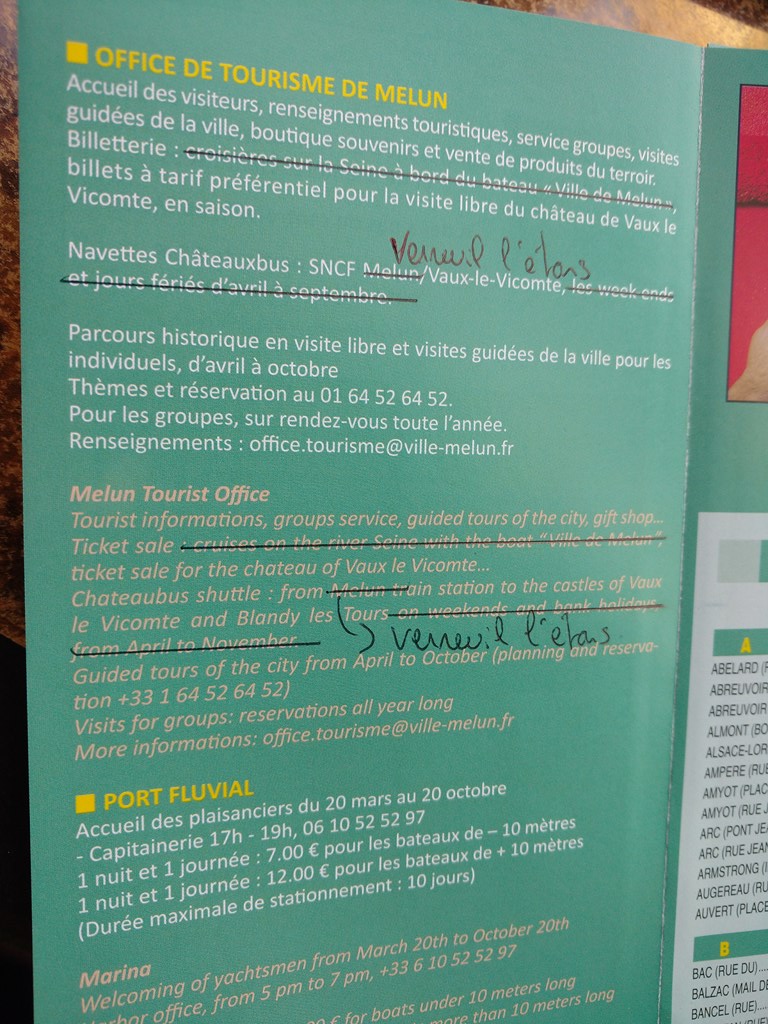 OFFICE DE TOURISME DE MELUN
Accueil des visiteurs, renseignements touristiques, service groupes, visites
guidées de la ville, boutique souvenirs et vente de produits du terroir.
Billetterie : croisières sur la Seine à bord du bateau « Ville de Melun »,
billets à tarif préférentiel pour la visite libre du château de Vaux le
Vicomte, en saison.
Verneuil l'étang
Navettes Châteauxbus : SNCF Melun/Vaux-le-Vicomte, les week-ends
et jours fériés d'avril à septembre.
Parcours historique en visite libre et visites guidées de la ville pour les
individuels, d'avril à octobre
Thèmes et réservation au 01 64 52 64 52.
Pour les groupes, sur rendez-vous toute l'année.
Renseignements : office.tourisme@ville-melun.fr
Melun Tourist Office
Tourist informations, groups service, guided tours of the city, gift shop...
Ticket sale : cruises on the river Seine with the boat "Ville de Melun",
ticket sale for the chateau of Vaux le Vicomte...
Chateaubus shuttle : from Melun train station to the castles of Vaux
le Vicomte and Blandy les Tours on weekends and bank holidays
from April to November.
Verneuil l'étang
Guided tours of the city from April to October (planning and reserva-
tion +33 1 64 52 64 52)
Visits for groups: reservations all year long
More informations: office.tourisme@ville-melun.fr
PORT FLUVIAL
Accueil des plaisanciers du 20 mars au 20 octobre
- Capitainerie 17h - 19h, 06 10 52 52 97
1 nuit et 1 journée : 7.00 € pour les bateaux de – 10 mètres
1 nuit et 1 journée : 12.00 € pour les bateaux de + 10 mètres
(Durée maximale de stationnement : 10 jours)
Marina
Welcoming of yachtsmen from March 20th to October 20th
Harbor office, from 5 pm to 7 pm, +33 6 10 52 52 97
€ for boats under 10 meters long
more than 10 meters long
A
ABELARD
ABREUVOIR
ABREUVOIR
ALMONT (BO
ALSACE-LOR
AMPERE (RUE
AMYOT (PLAC
AMYOT (RUE J
ARC (PONT JE
ARC (RUE JEAN
ARMSTRONG
AUGEREAU (RU
AUVERT (PLACE
B
BAC (RUE DU)....
BALZAC (MAIL DE
BANCEL (RUE)....